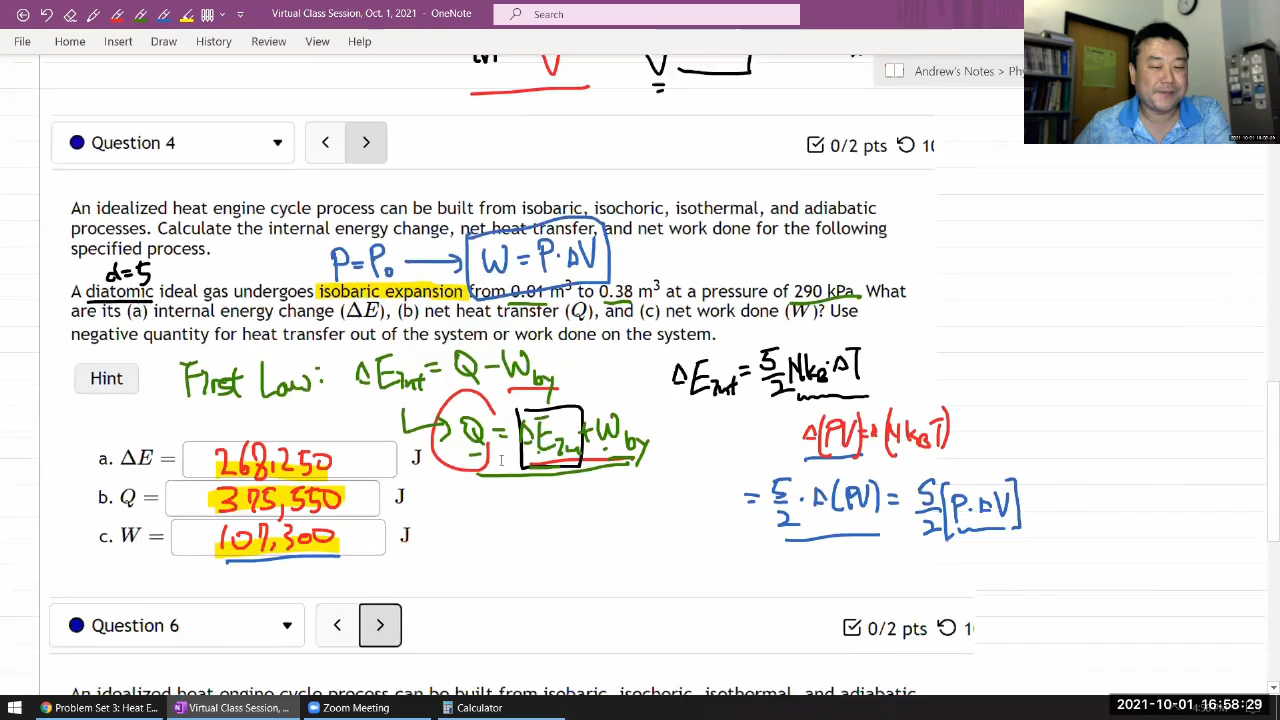 Virtual Class Session, Oct. 1, 2021 - OneNote
Search
File Home Insert Draw History Review View Help
V V
Andrew's Notes > Phy
Question 4
0/2 pts 10
An idealized heat engine cycle process can be built from isobaric, isochoric, isothermal, and adiabatic
processes. Calculate the internal energy change, net heat transfer, and net work done for the following
specified process.
P=P₀ → W = P·ΔV
d=5
A diatomic ideal gas undergoes isobaric expansion from 0.01 m³ to 0.38 m³ at a pressure of 290 kPa. What
are its (a) internal energy change (ΔE), (b) net heat transfer (Q), and (c) net work done (W)? Use
negative quantity for heat transfer out of the system or work done on the system.
Hint
First Law: ΔE_Int = Q - W_by
ΔE_Int = 5/2 Nk_B·ΔT
Q = ΔE_Int + W_by
Δ(PV) = Δ(Nk_BT)
a. ΔE = 268,250 J
b. Q = 375,550 J
= 5/2 · Δ(PV) = 5/2 [P·ΔV]
c. W = 107,300 J
Question 6
0/2 pts 1
An idealized heat engine cycle process can be built from isobaric, isochoric, isothermal, and adiabatic
Problem Set 3: Heat E... Virtual Class Session, ... Zoom Meeting Calculator
2021-10-01 16:58:29